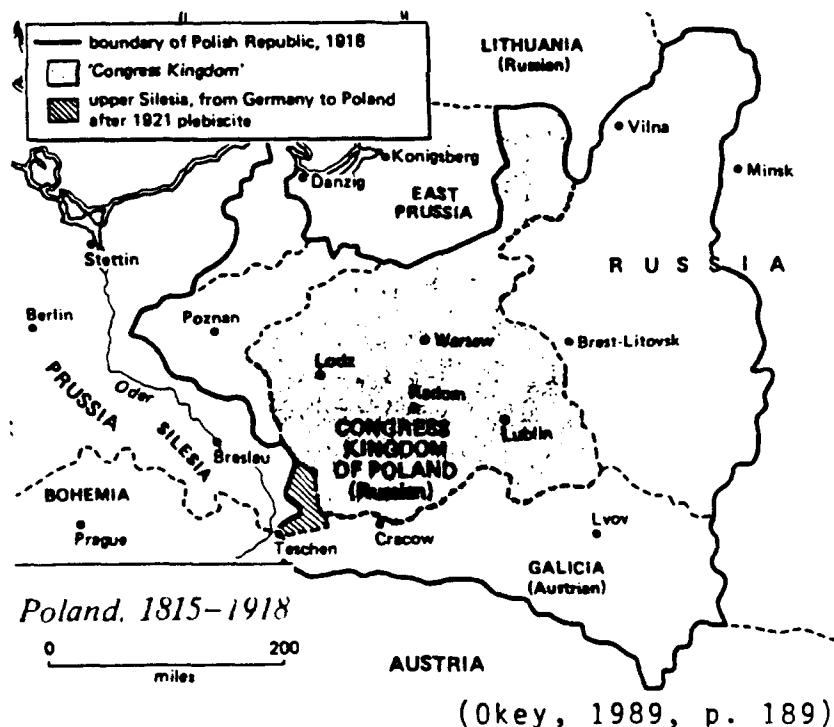 boundary of Polish Republic, 1918
'Congress Kingdom'
upper Silesia, from Germany to Poland
after 1921 plebiscite
LITHUANIA
(Russian)
Vilna
Minsk
Konigsberg
Danzig
EAST
PRUSSIA
Stettin
RUSSIA
Berlin
Poznan
Warsaw
Brest-Litovsk
Lodz
Oder
Radom
PRUSSIA
SILESIA
CONGRESS
KINGDOM
OF POLAND
(Russian)
Lublin
Breslau
BOHEMIA
Prague
Teschen
Cracow
Lvov
GALICIA
(Austrian)
Poland, 1815–1918
0 200
miles
AUSTRIA
(Okey, 1989, p. 189)